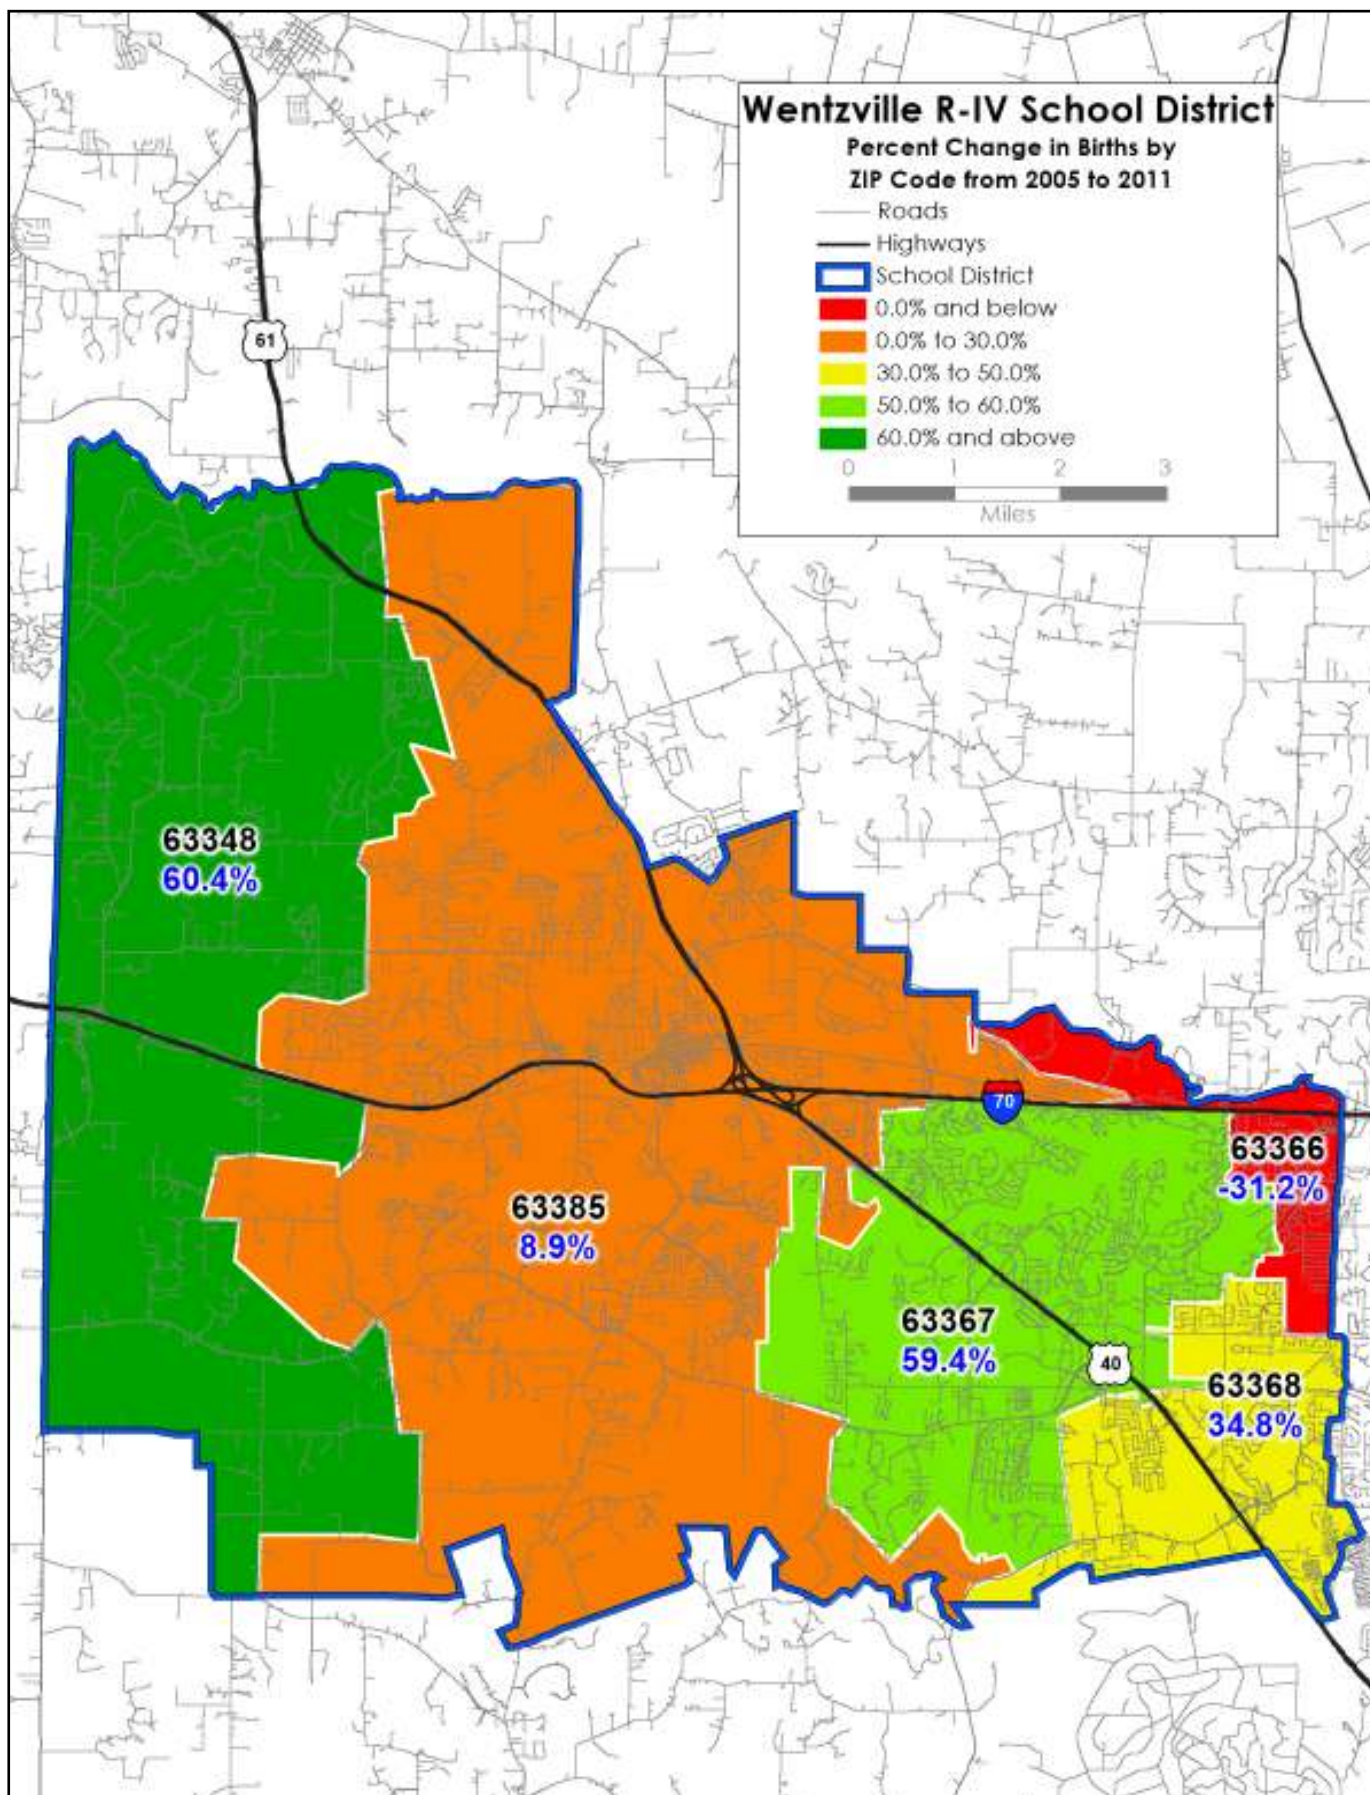 Wentzville R-IV School District
Percent Change in Births by
ZIP Code from 2005 to 2011
Roads
Highways
School District
0.0% and below
0.0% to 30.0%
30.0% to 50.0%
50.0% to 60.0%
60.0% and above
0 1 2 3
Miles
61
63348
60.4%
70
63366
-31.2%
63385
8.9%
63367
59.4%
40
63368
34.8%